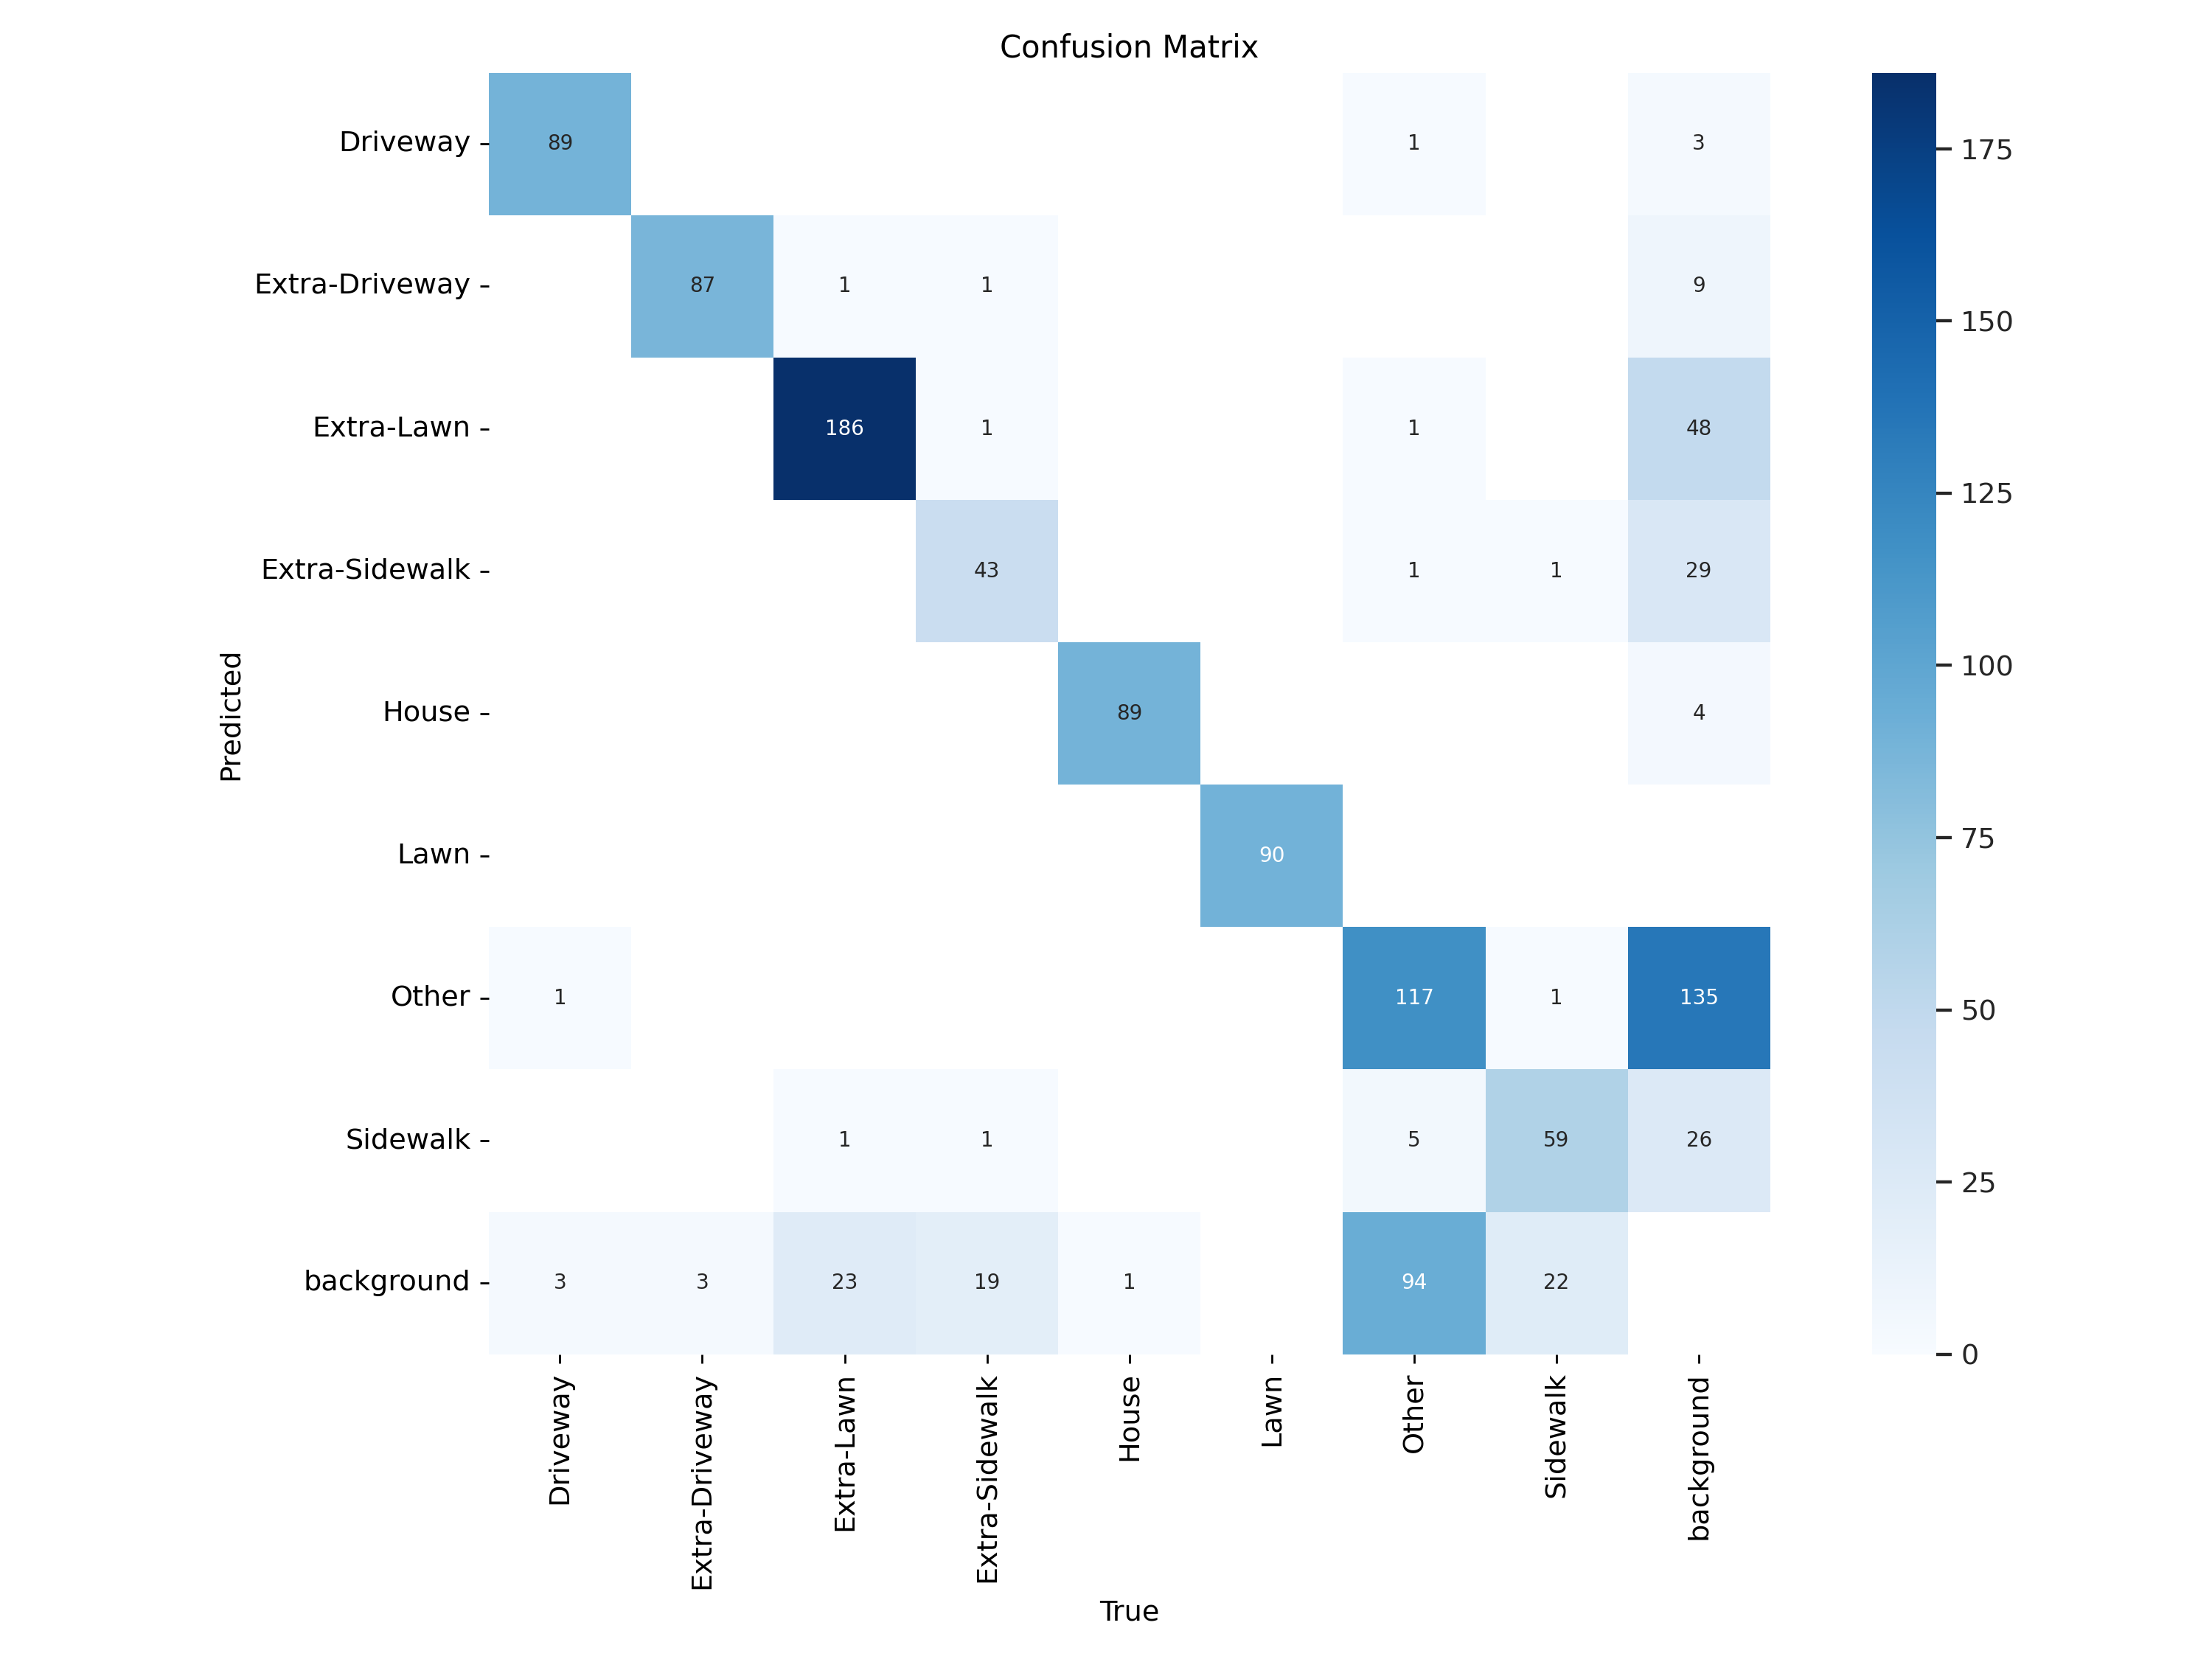 Confusion Matrix
Driveway 89 1 3 175
Extra-Driveway 87 1 1 9 150
Extra-Lawn 186 1 1 48 125
Extra-Sidewalk 43 1 1 29 100
Predicted
House 89 4
Lawn 90 75
Other 1 117 1 135 50
Sidewalk 1 1 5 59 26 25
background 3 3 23 19 1 94 22 0
Driveway Extra-Driveway Extra-Lawn Extra-Sidewalk House Lawn Other Sidewalk background
True